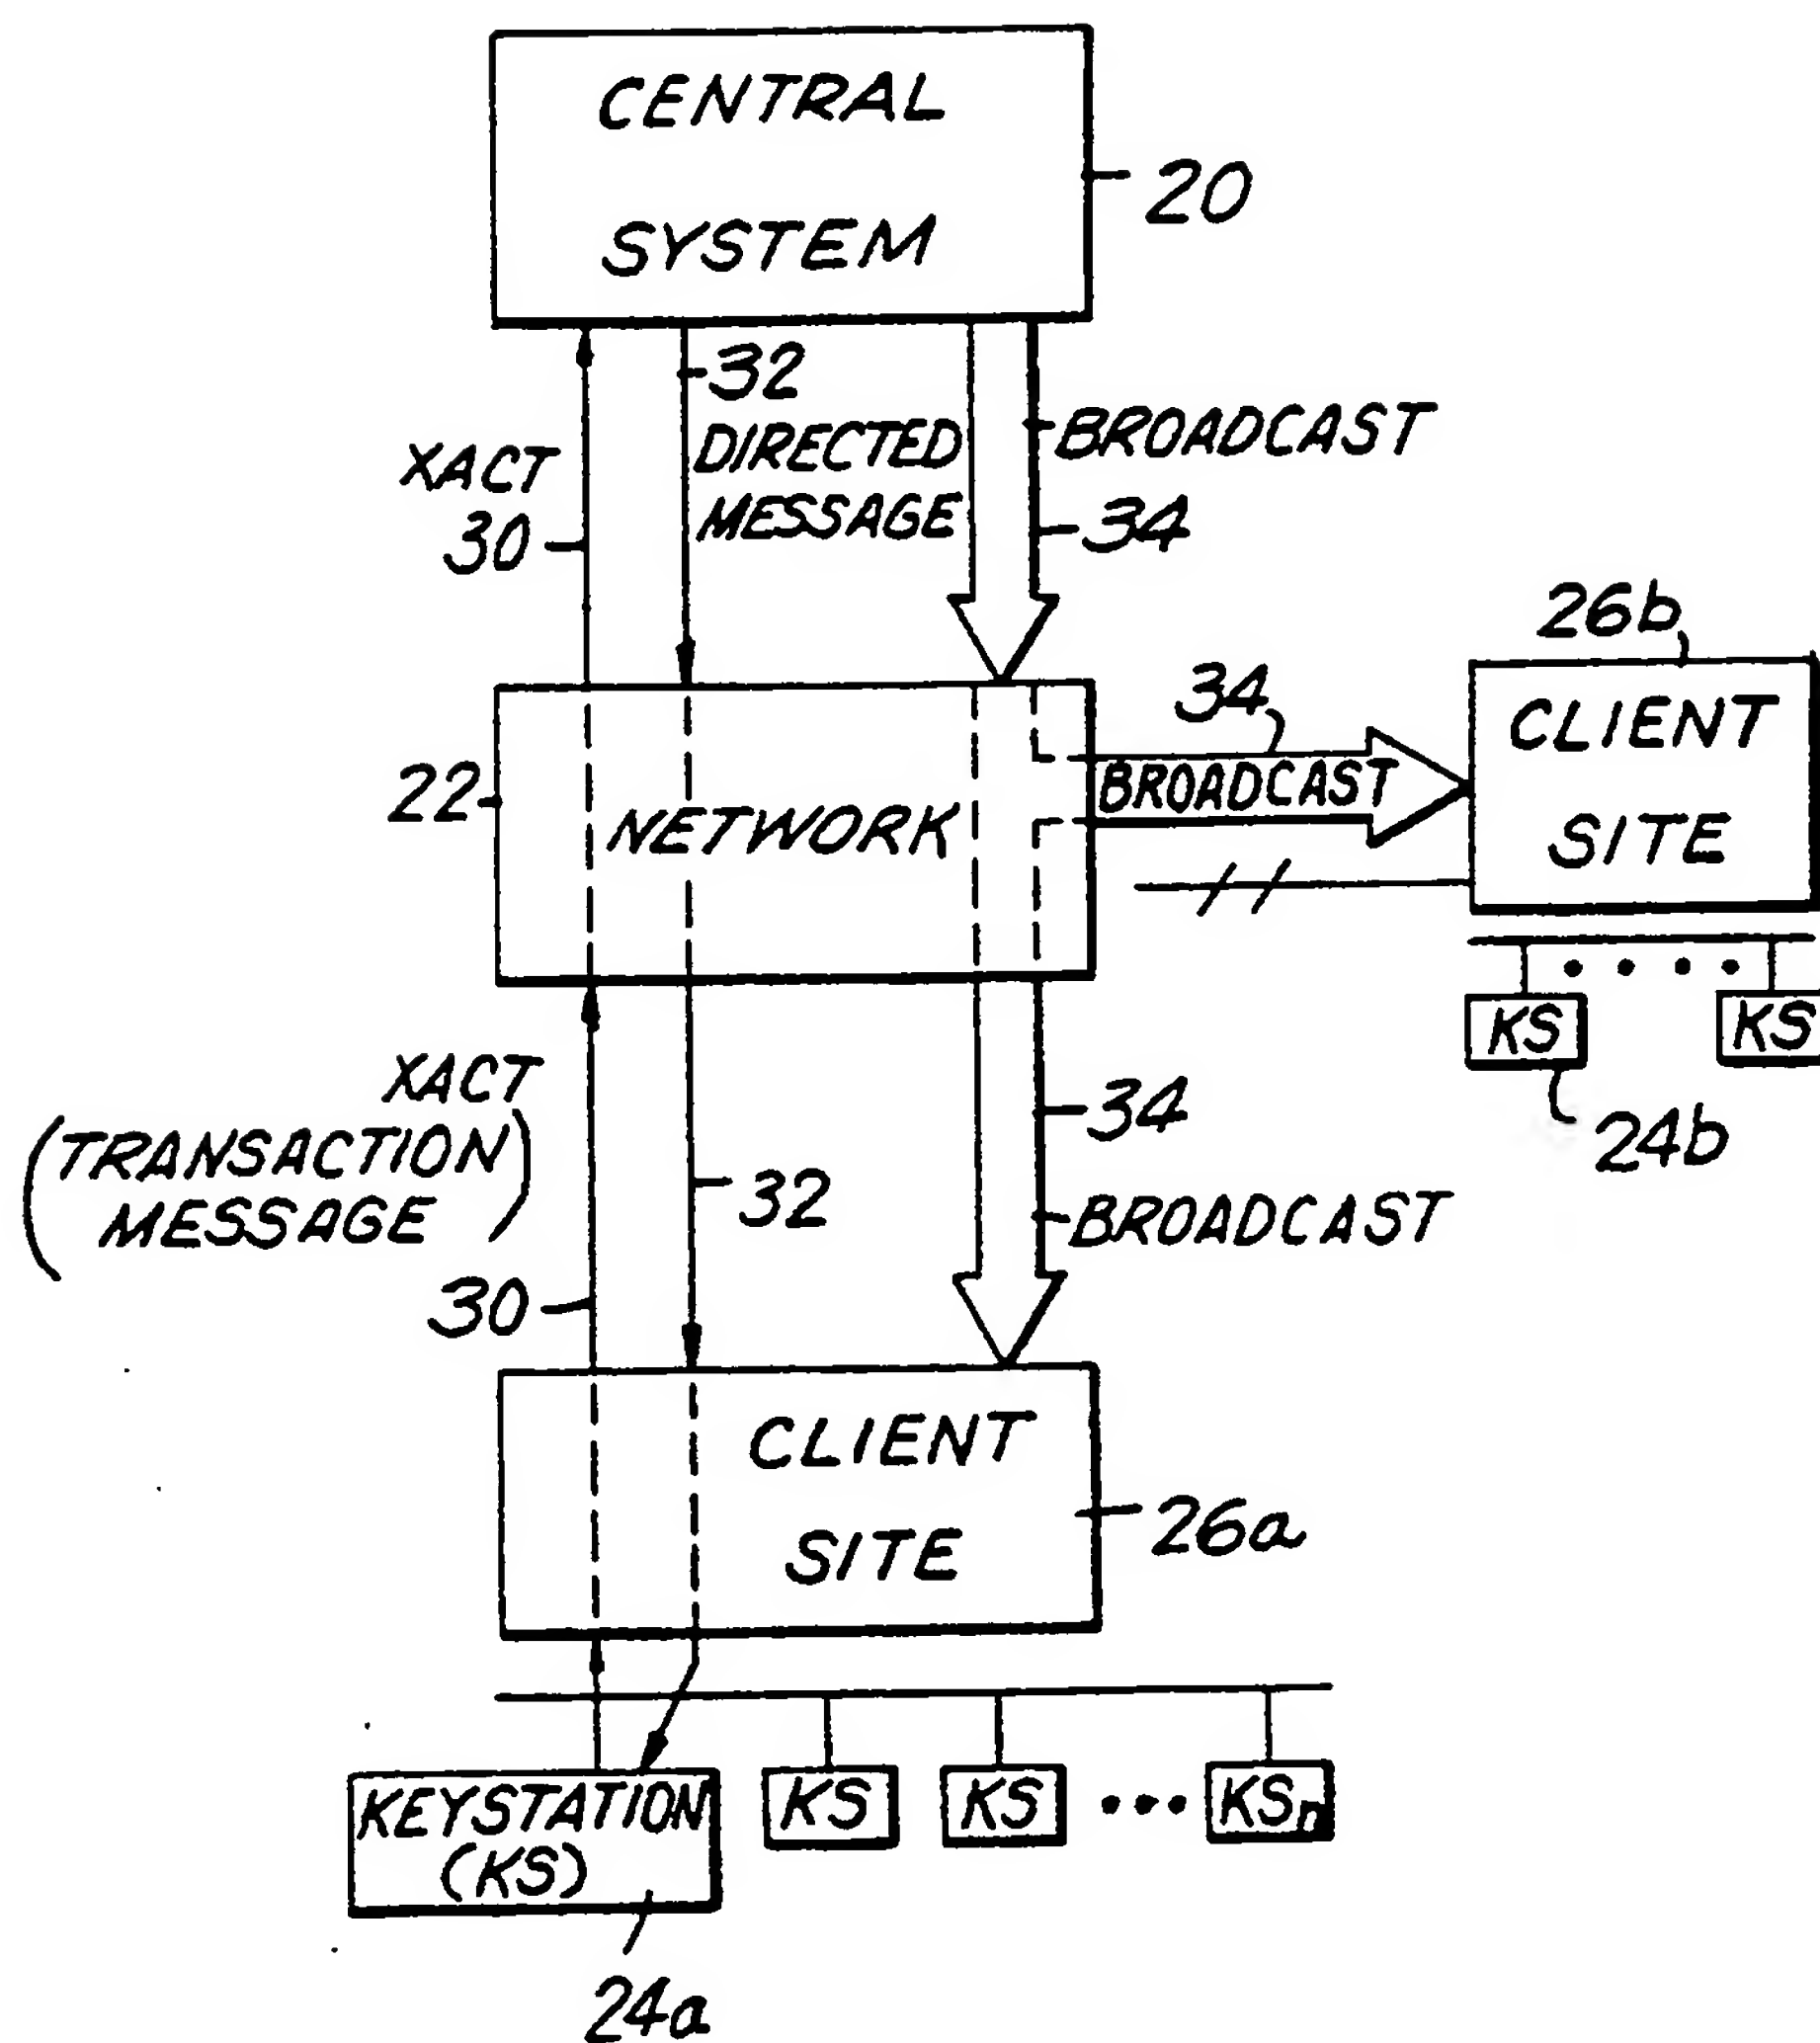 CENTRAL
SYSTEM
20
32
DIRECTED
MESSAGE
BROADCAST
34
XACT
30
26b
CLIENT
SITE
34
BROADCAST
22
NETWORK
KS
KS
24b
XACT
(TRANSACTION
MESSAGE)
30
32
34
BROADCAST
CLIENT
SITE
26a
KEYSTATION
(KS)
KS
KS
KSn
24a